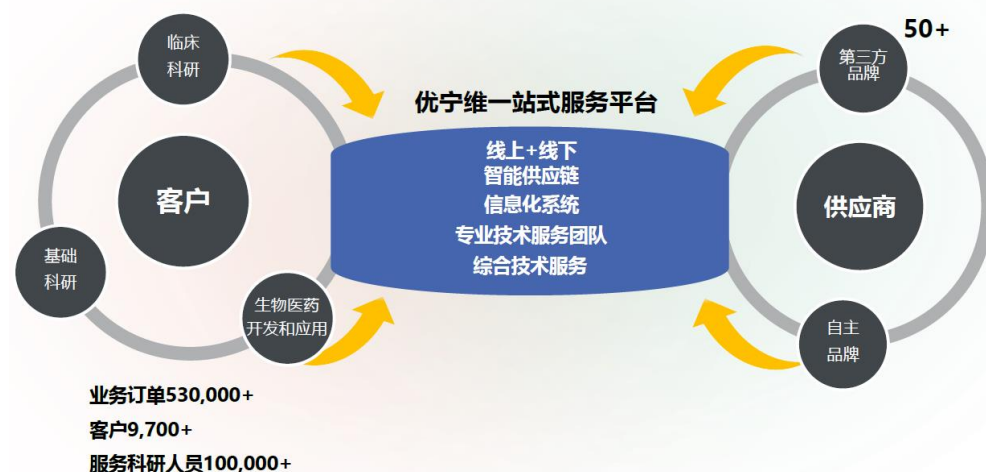 临床
科研
客户
基础
科研
生物医药
开发和应用
业务订单530,000+
客户9,700+
服务科研人员100,000+
优宁维一站式服务平台
线上+线下
智能供应链
信息化系统
专业技术服务团队
综合技术服务
50+
第三方
品牌
供应商
自主
品牌